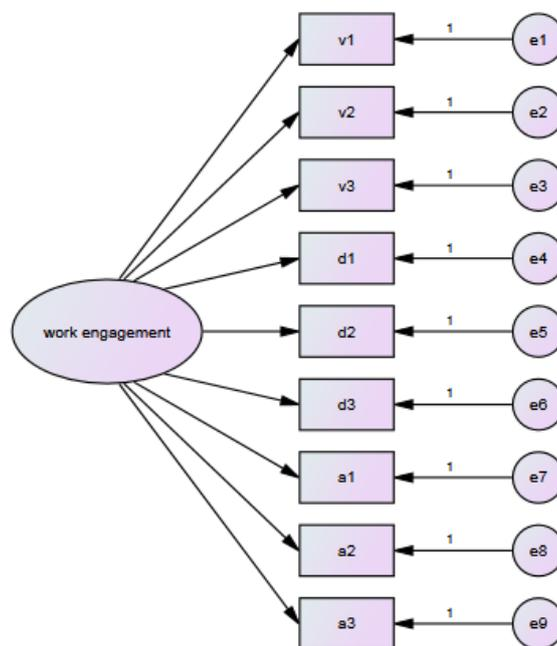 v1 1 e1
v2 1 e2
v3 1 e3
d1 1 e4
work engagement d2 1 e5
d3 1 e6
a1 1 e7
a2 1 e8
a3 1 e9